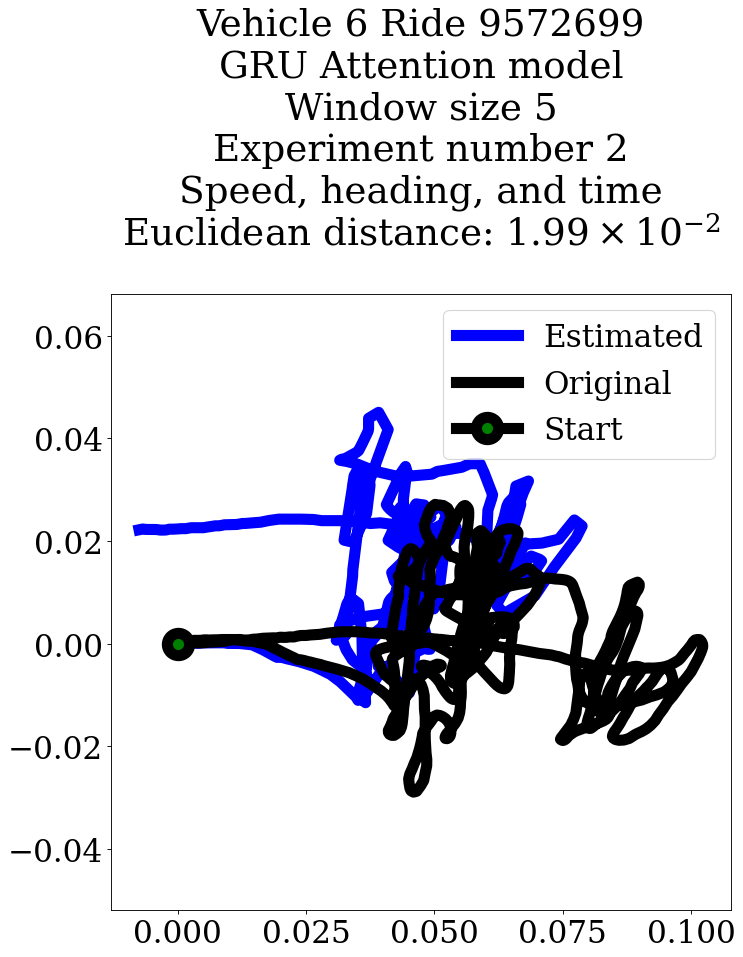 Vehicle 6 Ride 9572699
GRU Attention model
Window size 5
Experiment number 2
Speed, heading, and time
Euclidean distance: 1.99 × 10⁻²
Estimated
Original
Start
0.06
0.04
0.02
0.00
−0.02
−0.04
0.000 0.025 0.050 0.075 0.100